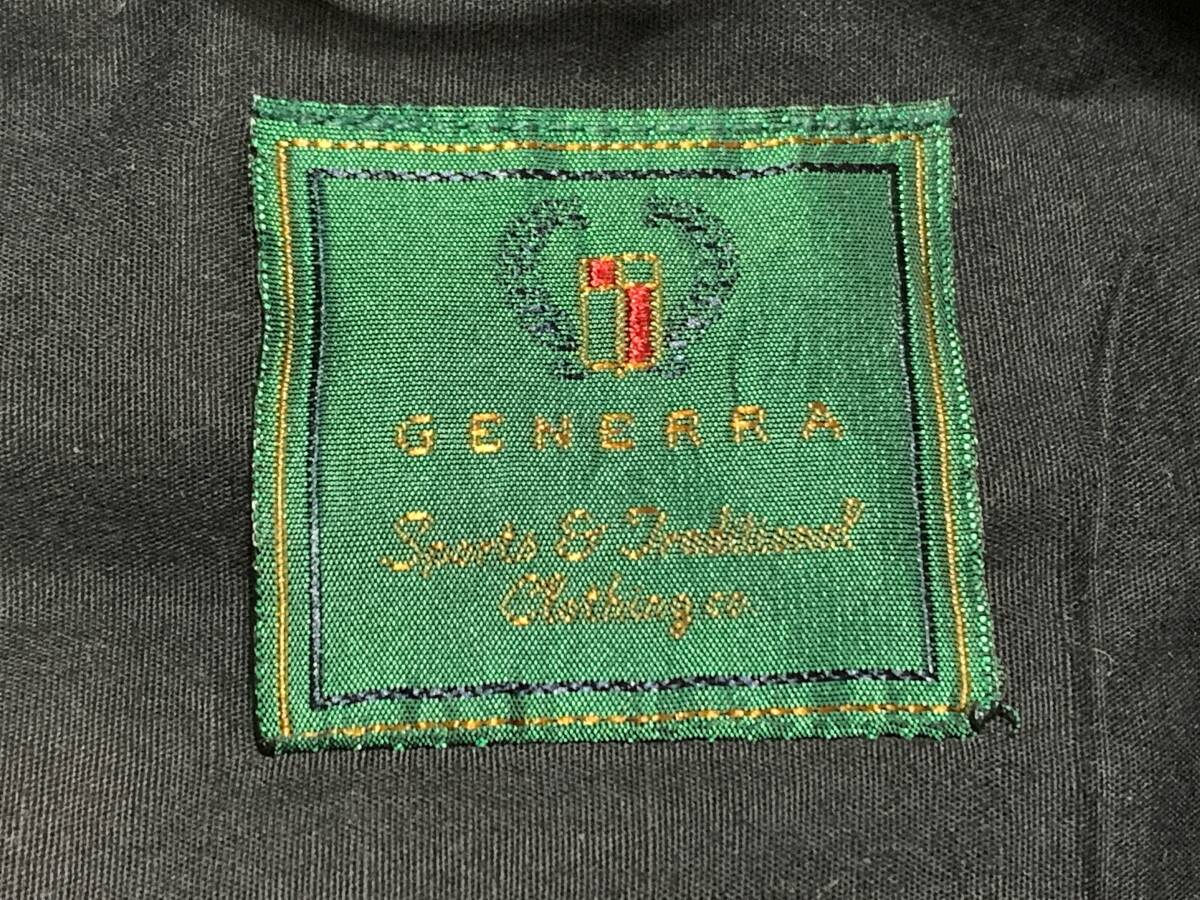 GENERRA
Sports & Traditional
Clothing co.